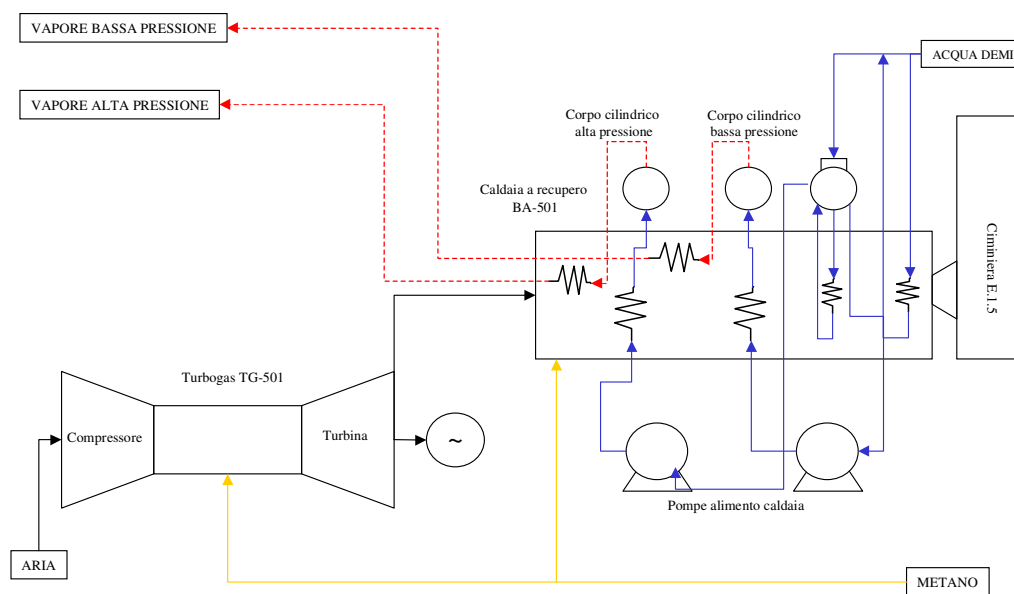 VAPORE BASSA PRESSIONE
ACQUA DEMI
VAPORE ALTA PRESSIONE
Corpo cilindrico
alta pressione
Corpo cilindrico
bassa pressione
Caldaia a recupero
BA-501
Ciminiera E.1.5
Turbogas TG-501
Compressore
Turbina
~
Pompe alimento caldaia
ARIA
METANO